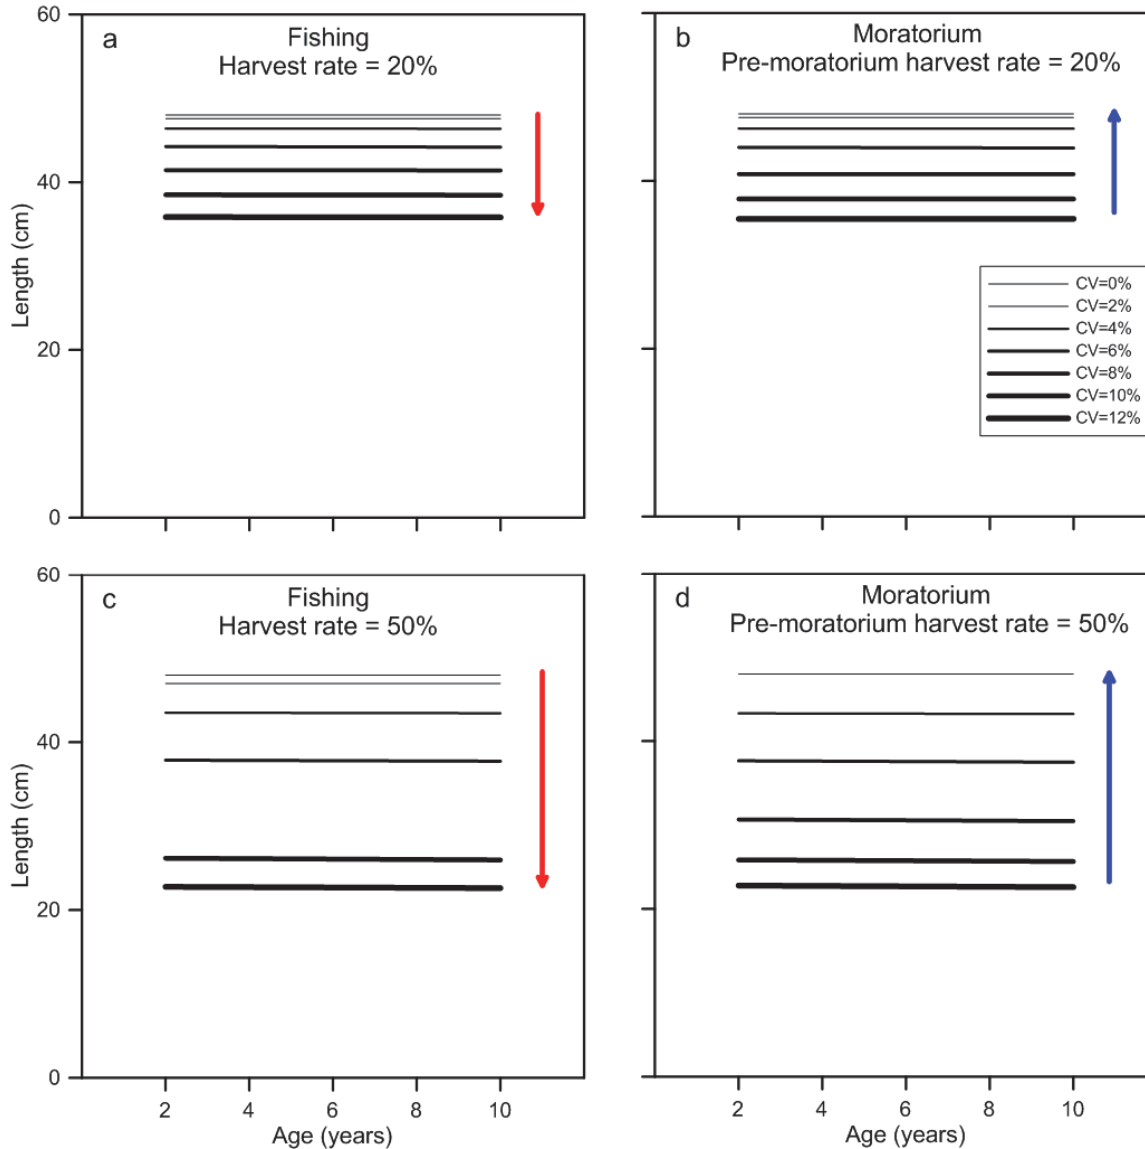 a
Fishing
Harvest rate = 20%
60
40
20
0
Length (cm)
b
Moratorium
Pre-moratorium harvest rate = 20%
CV=0%
CV=2%
CV=4%
CV=6%
CV=8%
CV=10%
CV=12%
c
Fishing
Harvest rate = 50%
60
40
20
0
Length (cm)
2 4 6 8 10
Age (years)
d
Moratorium
Pre-moratorium harvest rate = 50%
2 4 6 8 10
Age (years)